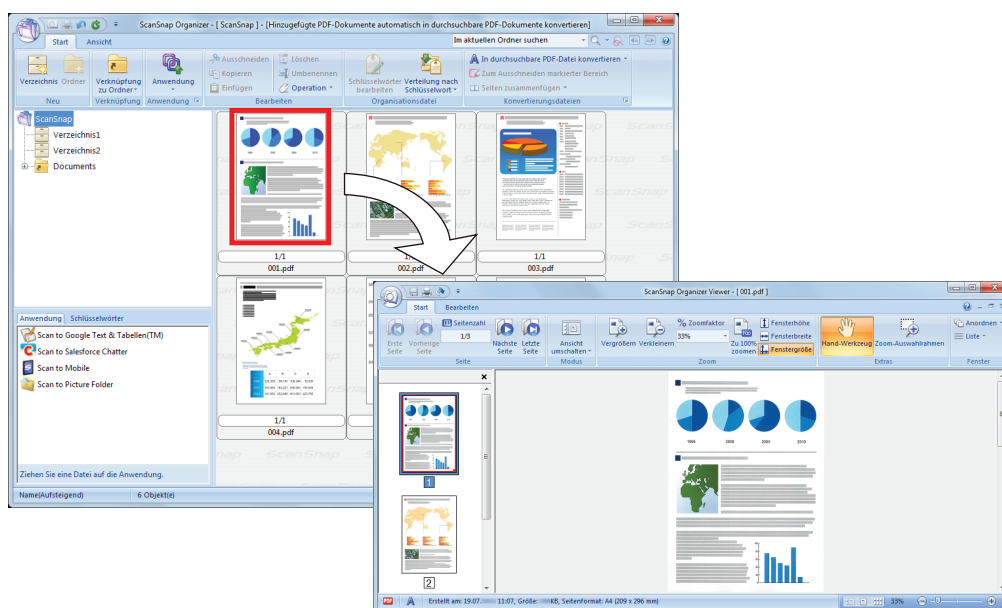 ScanSnap Organizer - [ ScanSnap ] - [Hinzugefügte PDF-Dokumente automatisch in durchsuchbare PDF-Dokumente konvertieren]
Start Ansicht
Im aktuellen Ordner suchen
Verzeichnis Ordner
Neu
Verknüpfung
zu Ordner
Verknüpfung
Anwendung
Anwendung
Ausschneiden
Kopieren
Einfügen
Löschen
Umbenennen
Operation
Bearbeiten
Schlüsselwörter
bearbeiten
Verteilung nach
Schlüsselwort
Organisationsdatei
In durchsuchbare PDF-Datei konvertieren
Zum Ausschneiden markierter Bereich
Seiten zusammenfügen
Konvertierungsdateien
ScanSnap
Verzeichnis1
Verzeichnis2
Documents
1/1
001.pdf
002.pdf
1/1
003.pdf
1/1
004.pdf
Anwendung Schlüsselwörter
Scan to Google Text & Tabellen(TM)
Scan to Salesforce Chatter
Scan to Mobile
Scan to Picture Folder
Ziehen Sie eine Datei auf die Anwendung.
Name(Aufsteigend) 6 Objekt(e)
ScanSnap Organizer Viewer - [ 001.pdf ]
Start Bearbeiten
Erste
Seite
Vorherige
Seite
Seitenzahl
1/3
Nächste
Seite
Letzte
Seite
Seite
Ansicht
umschalten
Modus
Vergrößern Verkleinern
% Zoomfaktor
33%
Zu 100%
zoomen
Fensterhöhe
Fensterbreite
Fenstergröße
Zoom
Hand-Werkzeug Zoom-Auswahlrahmen
Extras
Anordnen
Liste
Fenster
1
2
1995 2000 2005 2010
Erstellt am: 19.07. 11:07, Größe: KB, Seitenformat: A4 (209 x 296 mm)
33%